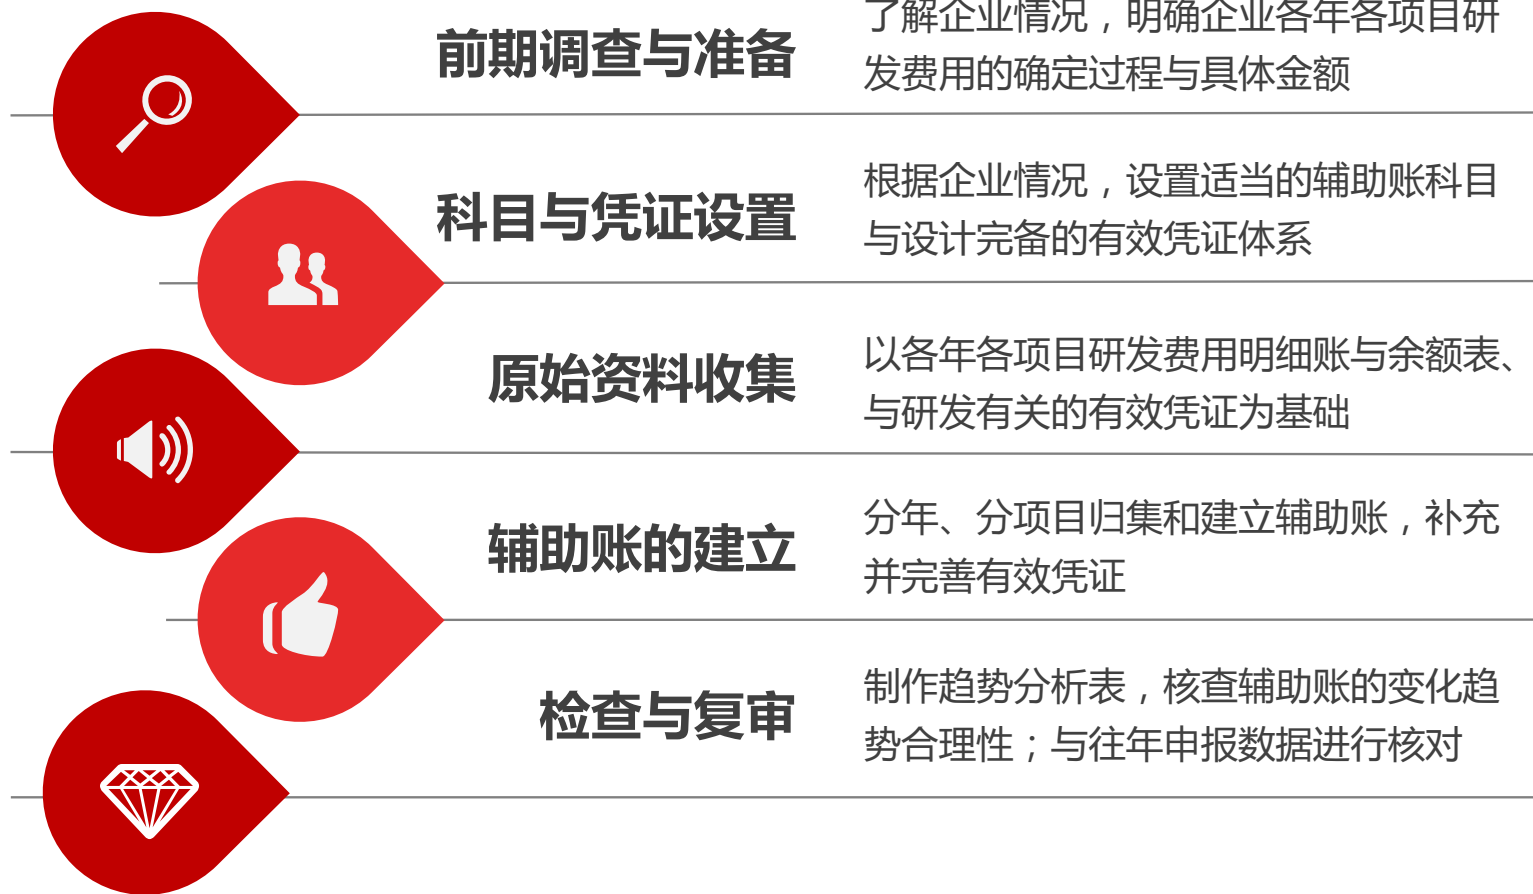 前期调查与准备
了解企业情况，明确企业各年各项目研
发费用的确定过程与具体金额
科目与凭证设置
根据企业情况，设置适当的辅助账科目
与设计完备的有效凭证体系
原始资料收集
以各年各项目研发费用明细账与余额表、
与研发有关的有效凭证为基础
辅助账的建立
分年、分项目归集和建立辅助账，补充
并完善有效凭证
检查与复审
制作趋势分析表，核查辅助账的变化趋
势合理性；与往年申报数据进行核对